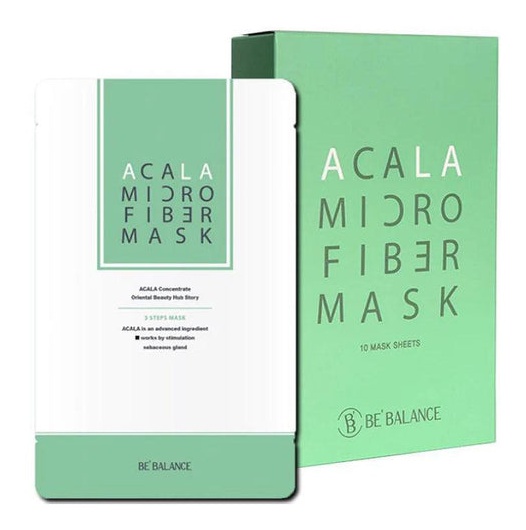 ACALA
MICRO
FIBER
MASK
ACALA Concentrate
Oriental Beauty Hub Story
3 STEPS MASK
ACALA is an advanced ingredient
■ works by stimulation
sebaceous gland
BE'BALANCE
ACALA
MICRO
FIBER
MASK
10 MASK SHEETS
B
BE'BALANCE